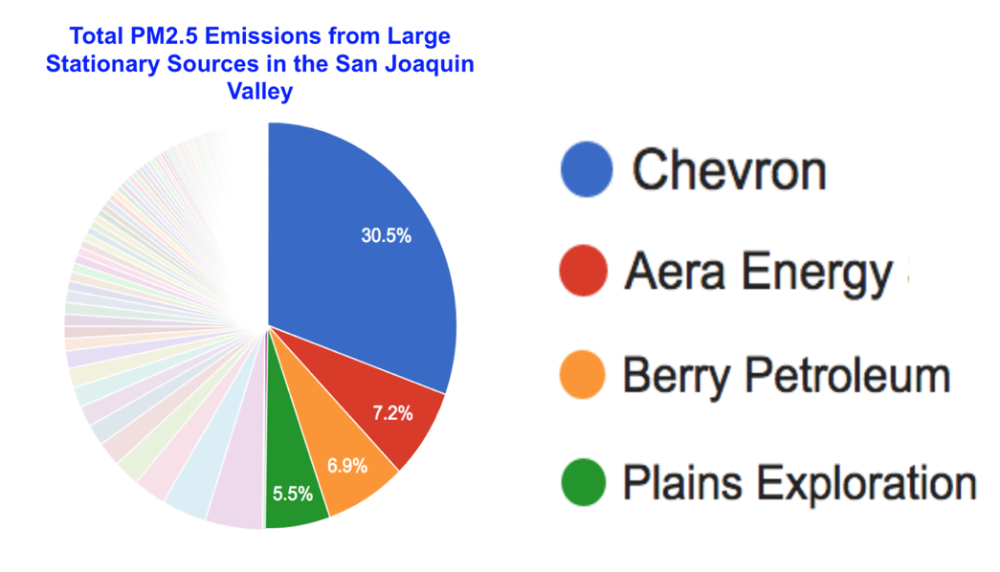 Total PM2.5 Emissions from Large
Stationary Sources in the San Joaquin
Valley
30.5%
7.2%
6.9%
5.5%
Chevron
Aera Energy
Berry Petroleum
Plains Exploration